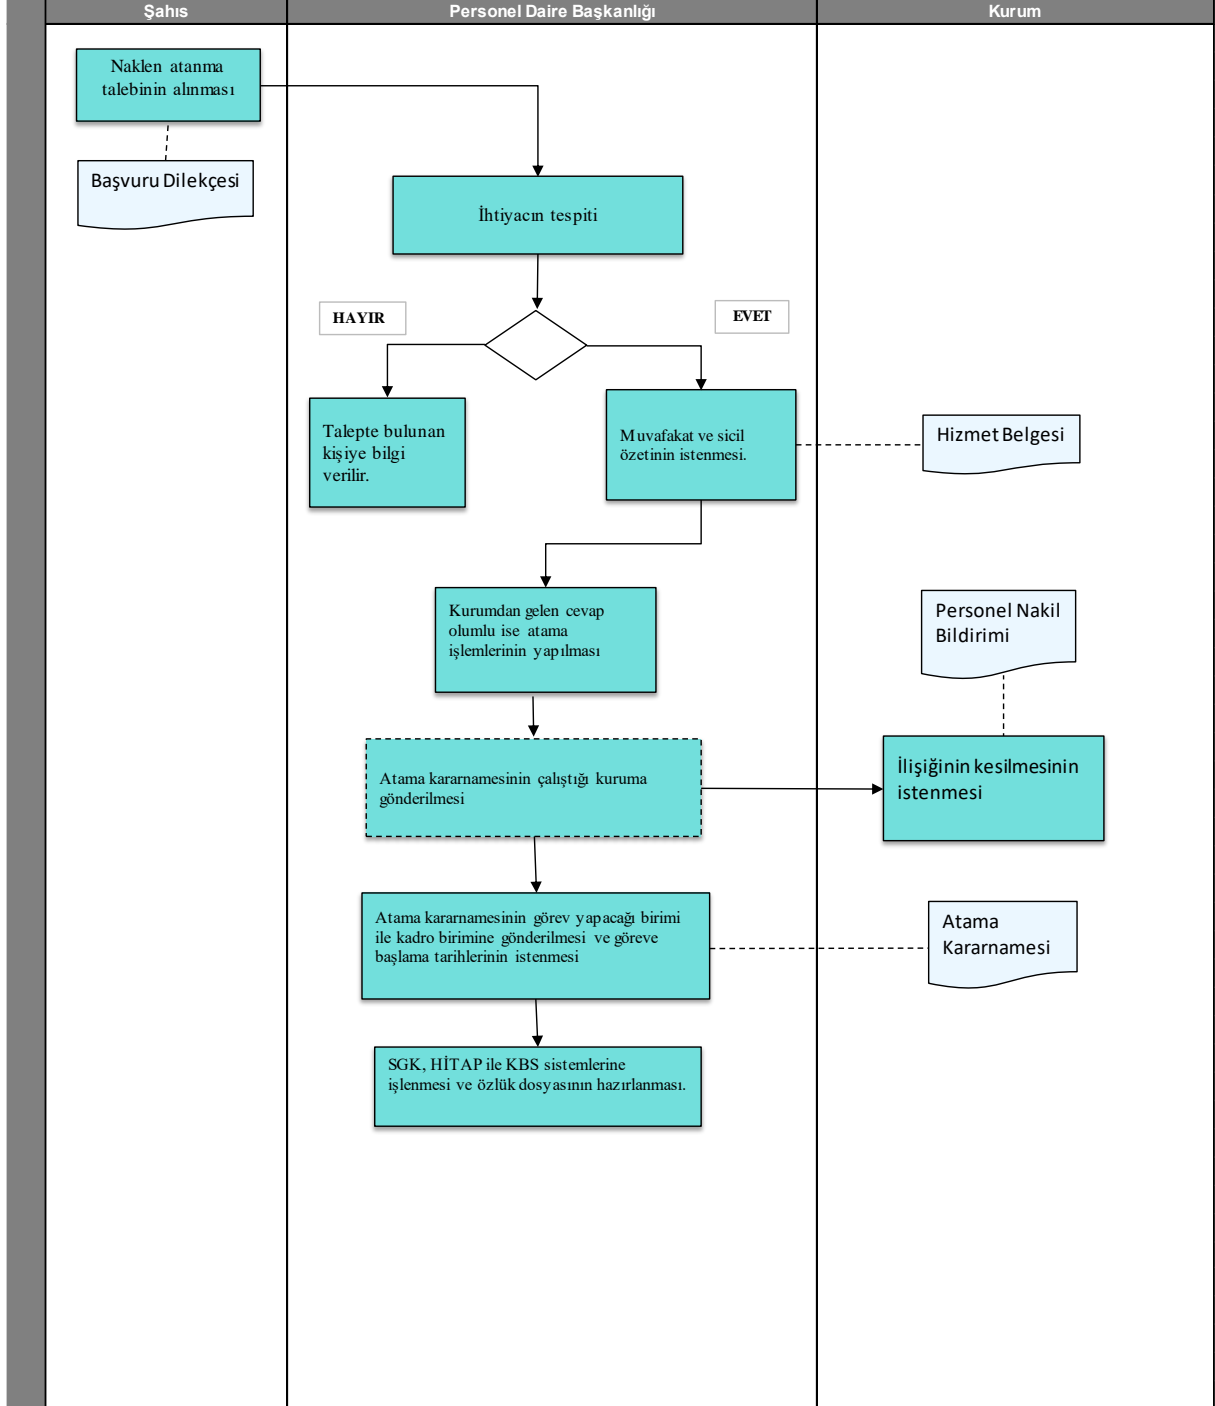 Şahıs
Personel Daire Başkanlığı
Kurum
Naklen atanma
talebinin alınması
Başvuru Dilekçesi
İhtiyacın tespiti
HAYIR
EVET
Talepte bulunan
kişiye bilgi
verilir.
Muvafakat ve sicil
özetinin istenmesi.
Hizmet Belgesi
Kurumdan gelen cevap
olumlu ise atama
işlemlerinin yapılması
Personel Nakil
Bildirimi
Atama kararnamesinin çalıştığı kuruma
gönderilmesi
İlişiğinin kesilmesinin
istenmesi
Atama kararnamesinin görev yapacağı birimi
ile kadro birimine gönderilmesi ve göreve
başlama tarihlerinin istenmesi
Atama
Kararnamesi
SGK, HİTAP ile KBS sistemlerine
işlenmesi ve özlük dosyasının hazırlanması.